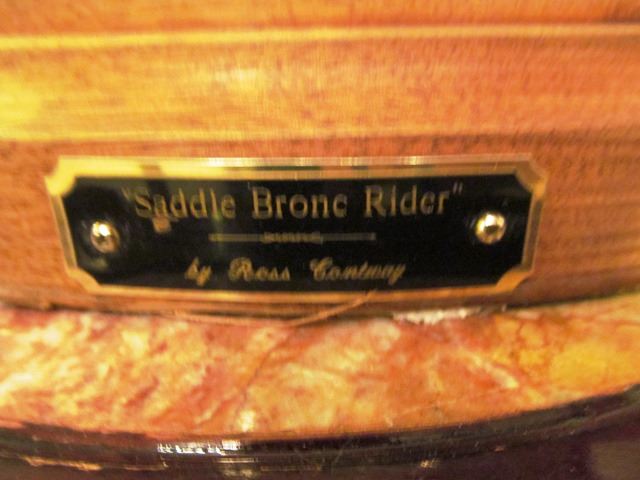 "Saddle Bronc Rider"
by Ross Contway